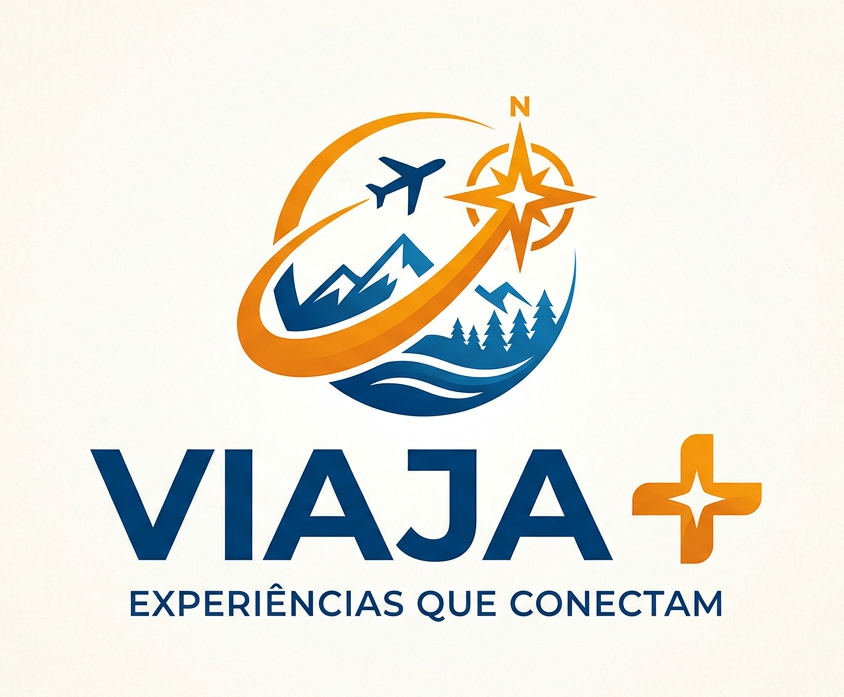 N
VIAJA+
EXPERIÊNCIAS QUE CONECTAM